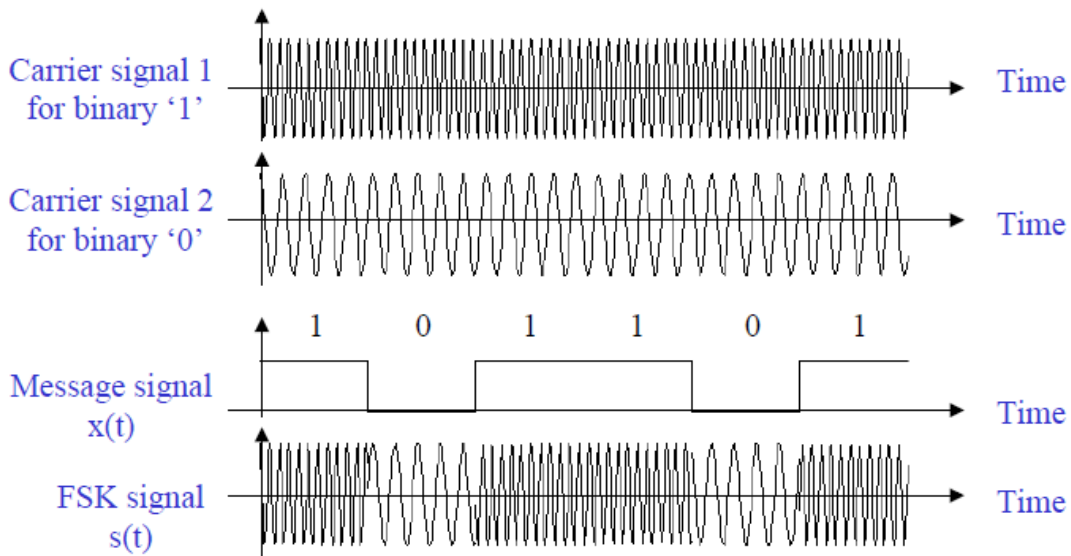 Carrier signal 1
for binary ‘1’
Time
Carrier signal 2
for binary ‘0’
Time
1 0 1 1 0 1
Message signal
x(t)
Time
FSK signal
s(t)
Time